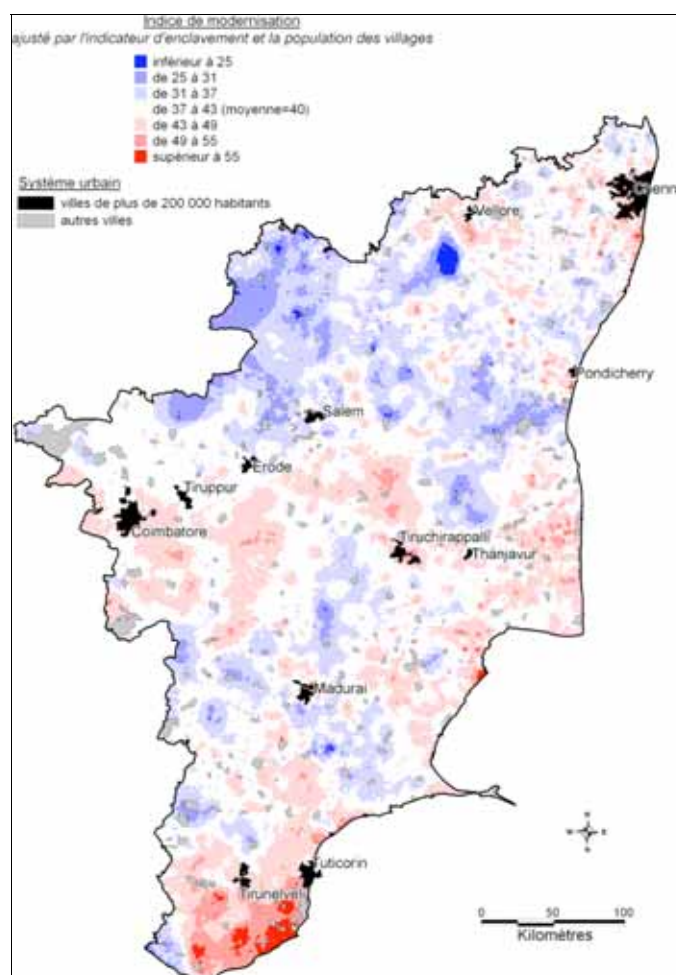 Indice de modernisation
ajusté par l'indicateur d'enclavement et la population des villages
inférieur à 25
de 25 à 31
de 31 à 37
de 37 à 43 (moyenne=40)
de 43 à 49
de 49 à 55
supérieur à 55
Système urbain
villes de plus de 200 000 habitants
autres villes
Chenn
Vellore
Pondicherry
Salem
Erode
Tiruppur
Coimbatore
Tiruchirappalli
Thanjavur
Madurai
Tuticorin
Tirunelveli
N
W E
S
0 50 100
Kilomètres